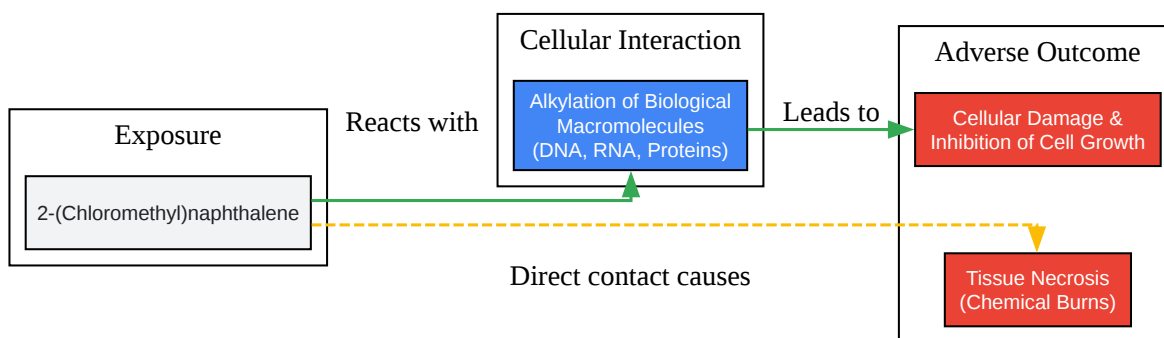 Exposure
2-(Chloromethyl)naphthalene
Reacts with
Cellular Interaction
Alkylation of Biological
Macromolecules
(DNA, RNA, Proteins)
Leads to
Adverse Outcome
Cellular Damage &
Inhibition of Cell Growth
Direct contact causes
Tissue Necrosis
(Chemical Burns)